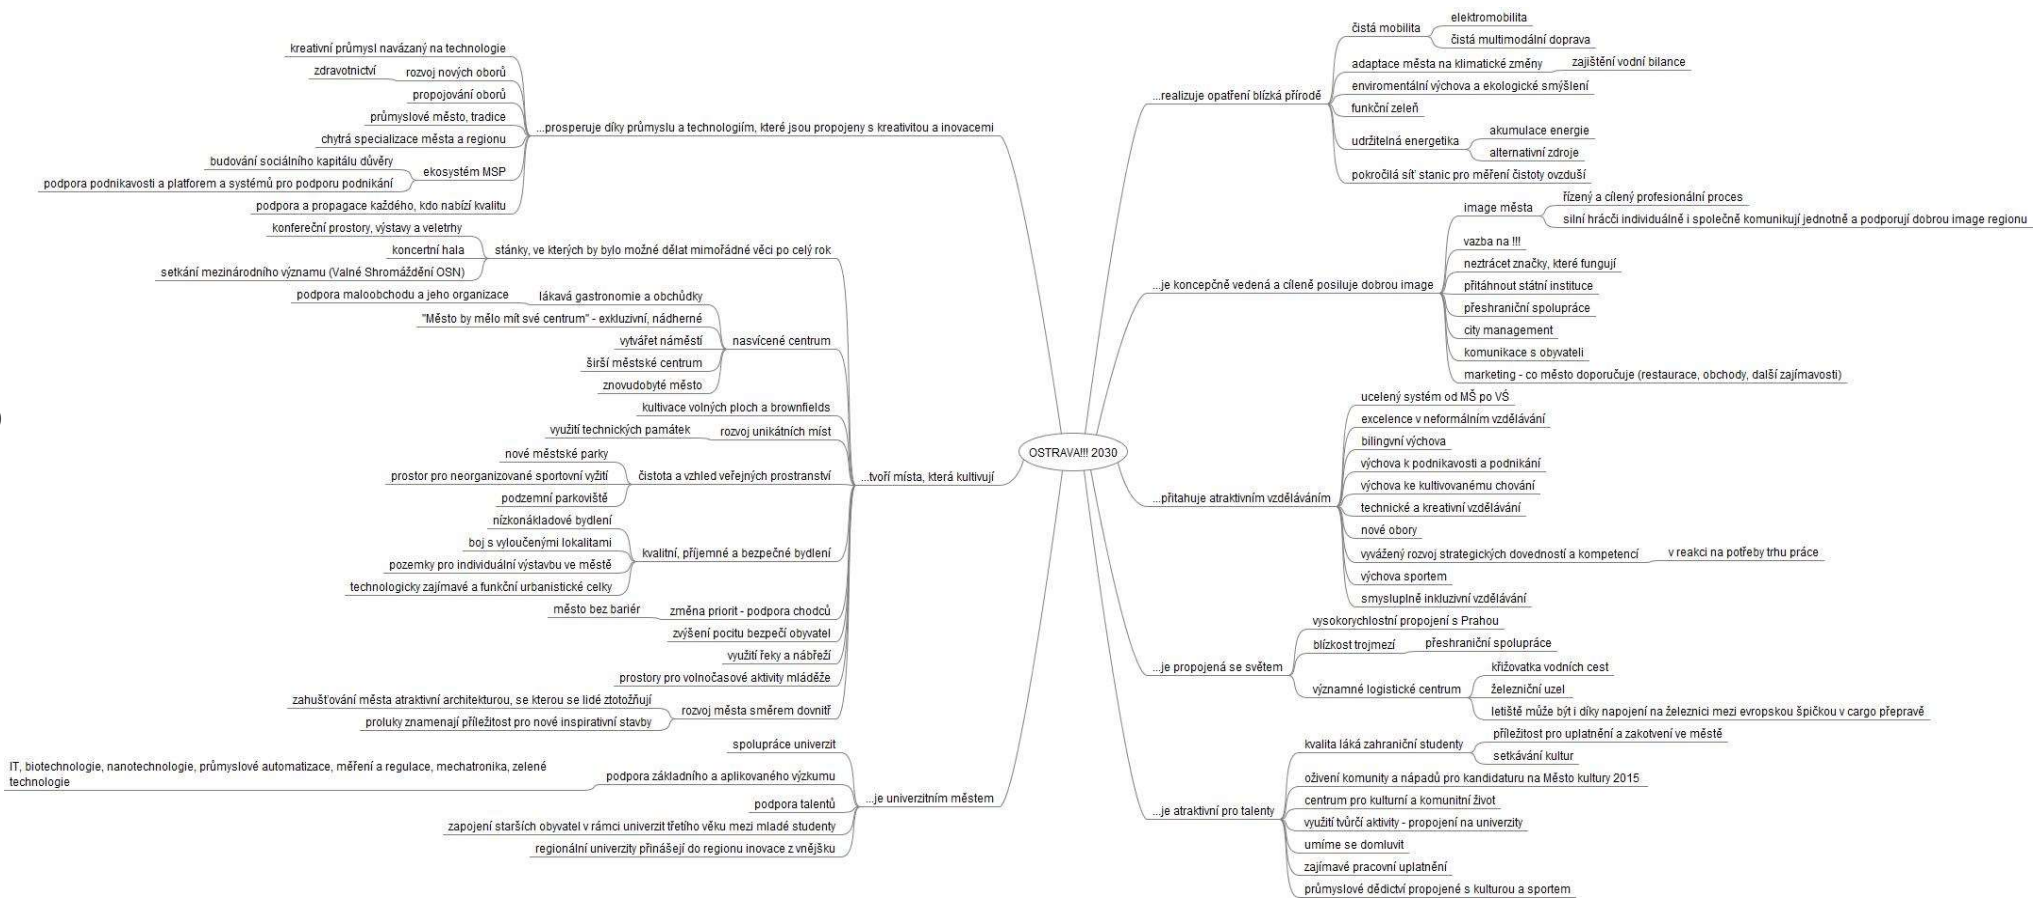 OSTRAVA!!! 2030
...prosperuje díky průmyslu a technologiím, které jsou propojeny s kreativitou a inovacemi
kreativní průmysl navázaný na technologie
rozvoj nových oborů
zdravotnictví
propojování oborů
průmyslové město, tradice
chytrá specializace města a regionu
ekosystém MSP
budování sociálního kapitálu důvěry
podpora podnikavosti a platforem a systémů pro podporu podnikání
podpora a propagace každého, kdo nabízí kvalitu
...tvoří místa, která kultivují
stánky, ve kterých by bylo možné dělat mimořádné věci po celý rok
konfereční prostory, výstavy a veletrhy
koncertní hala
setkání mezinárodního významu (Valné Shromáždění OSN)
nasvícené centrum
lákavá gastronomie a obchůdky
podpora maloobchodu a jeho organizace
"Město by mělo mít své centrum" - exkluzivní, nádherné
vytvářet náměstí
širší městské centrum
znovudobyté město
kultivace volných ploch a brownfields
rozvoj unikátních míst
využití technických památek
čistota a vzhled veřejných prostranství
nové městské parky
prostor pro neorganizované sportovní vyžití
podzemní parkoviště
kvalitní, příjemné a bezpečné bydlení
nízkonákladové bydlení
boj s vyloučenými lokalitami
pozemky pro individuální výstavbu ve městě
technologicky zajímavé a funkční urbanistické celky
změna priorit - podpora chodců
město bez bariér
zvýšení pocitu bezpečí obyvatel
využití řeky a nábřeží
prostory pro volnočasové aktivity mládeže
rozvoj města směrem dovnitř
zahušťování města atraktivní architekturou, se kterou se lidé ztotožňují
proluky znamenají příležitost pro nové inspirativní stavby
...je univerzitním městem
spolupráce univerzit
podpora základního a aplikovaného výzkumu
IT, biotechnologie, nanotechnologie, průmyslové automatizace, měření a regulace, mechatronika, zelené
technologie
podpora talentů
zapojení starších obyvatel v rámci univerzit třetího věku mezi mladé studenty
regionální univerzity přinášejí do regionu inovace z vnějšku
...realizuje opatření blízká přírodě
čistá mobilita
elektromobilita
čistá multimodální doprava
adaptace města na klimatické změny
zajištění vodní bilance
enviromentální výchova a ekologické smýšlení
funkční zeleň
udržitelná energetika
akumulace energie
alternativní zdroje
pokročilá síť stanic pro měření čistoty ovzduší
...je koncepčně vedená a cíleně posiluje dobrou image
image města
řízený a cílený profesionální proces
silní hráči individuálně i společně komunikují jednotně a podporují dobrou image regionu
vazba na !!!
neztrácet značky, které fungují
přitáhnout státní instituce
přeshraniční spolupráce
city management
komunikace s obyvateli
marketing - co město doporučuje (restaurace, obchody, další zajímavosti)
...přitahuje atraktivním vzděláváním
ucelený systém od MŠ po VŠ
excelence v neformálním vzdělávání
bilingvní výchova
výchova k podnikavosti a podnikání
výchova ke kultivovanému chování
technické a kreativní vzdělávání
nové obory
vyvážený rozvoj strategických dovedností a kompetencí
v reakci na potřeby trhu práce
výchova sportem
smysluplně inkluzivní vzdělávání
...je propojená se světem
vysokorychlostní propojení s Prahou
blízkost trojmezí
přeshraniční spolupráce
významné logistické centrum
křižovatka vodních cest
železniční uzel
letiště může být i díky napojení na železnici mezi evropskou špičkou v cargo přepravě
...je atraktivní pro talenty
kvalita láká zahraniční studenty
příležitost pro uplatnění a zakotvení ve městě
setkávání kultur
oživení komunity a nápadů pro kandidaturu na Město kultury 2015
centrum pro kulturní a komunitní život
využití tvůrčí aktivity - propojení na univerzity
umíme se domluvit
zajímavé pracovní uplatnění
průmyslové dědictví propojené s kulturou a sportem